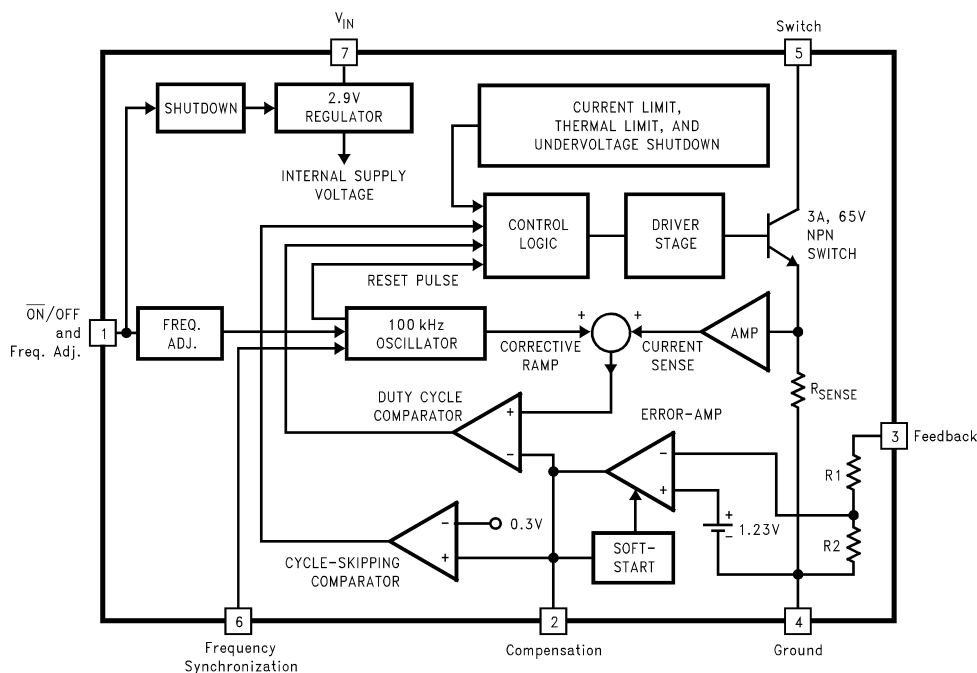 VIN
Switch
7
5
SHUTDOWN
2.9V
REGULATOR
CURRENT LIMIT,
THERMAL LIMIT, AND
UNDERVOLTAGE SHUTDOWN
INTERNAL SUPPLY
VOLTAGE
CONTROL
LOGIC
DRIVER
STAGE
3A, 65V
NPN
SWITCH
RESET PULSE
ON/OFF
and
Freq. Adj.
1
FREQ.
ADJ.
100 kHz
OSCILLATOR
+
+
CORRECTIVE
RAMP
CURRENT
SENSE
AMP
RSENSE
DUTY CYCLE
COMPARATOR
+
−
ERROR-AMP
−
+
3
Feedback
R1
+
−
1.23V
R2
−
+
0.3V
CYCLE-SKIPPING
COMPARATOR
SOFT-
START
6
2
4
Frequency
Synchronization
Compensation
Ground